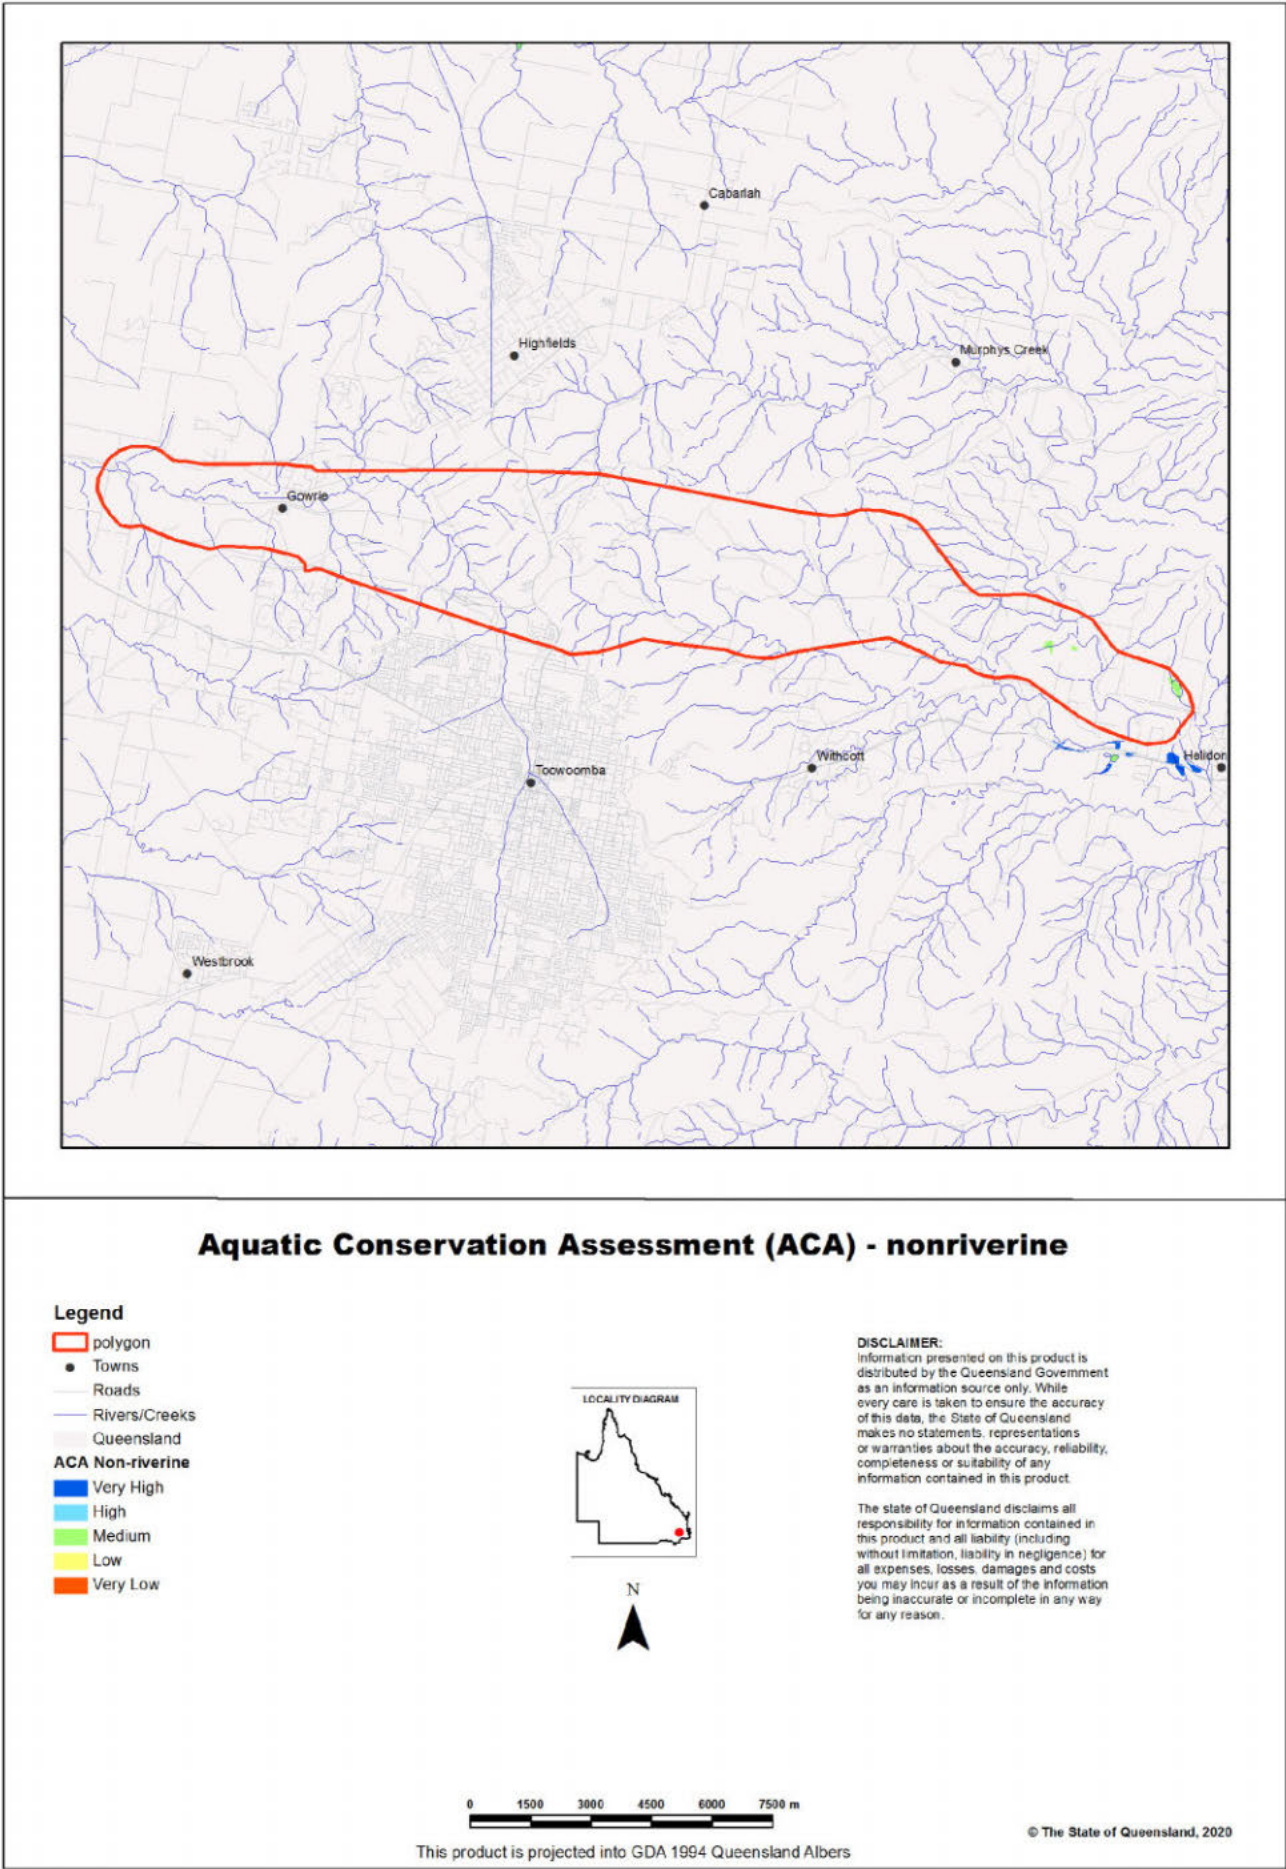 Cabarlah
Highfields
Murphys Creek
Gowrie
Withcott
Helidon
Toowoomba
Westbrook
Aquatic Conservation Assessment (ACA) - nonriverine
Legend
polygon
Towns
Roads
Rivers/Creeks
Queensland
ACA Non-riverine
Very High
High
Medium
Low
Very Low
LOCALITY DIAGRAM
N
DISCLAIMER:
Information presented on this product is
distributed by the Queensland Government
as an information source only. While
every care is taken to ensure the accuracy
of this data, the State of Queensland
makes no statements, representations
or warranties about the accuracy, reliability,
completeness or suitability of any
information contained in this product.
The state of Queensland disclaims all
responsibility for information contained in
this product and all liability (including
without limitation, liability in negligence) for
all expenses, losses, damages and costs
you may incur as a result of the information
being inaccurate or incomplete in any way
for any reason.
0 1500 3000 4500 6000 7500 m
This product is projected into GDA 1994 Queensland Albers
© The State of Queensland, 2020